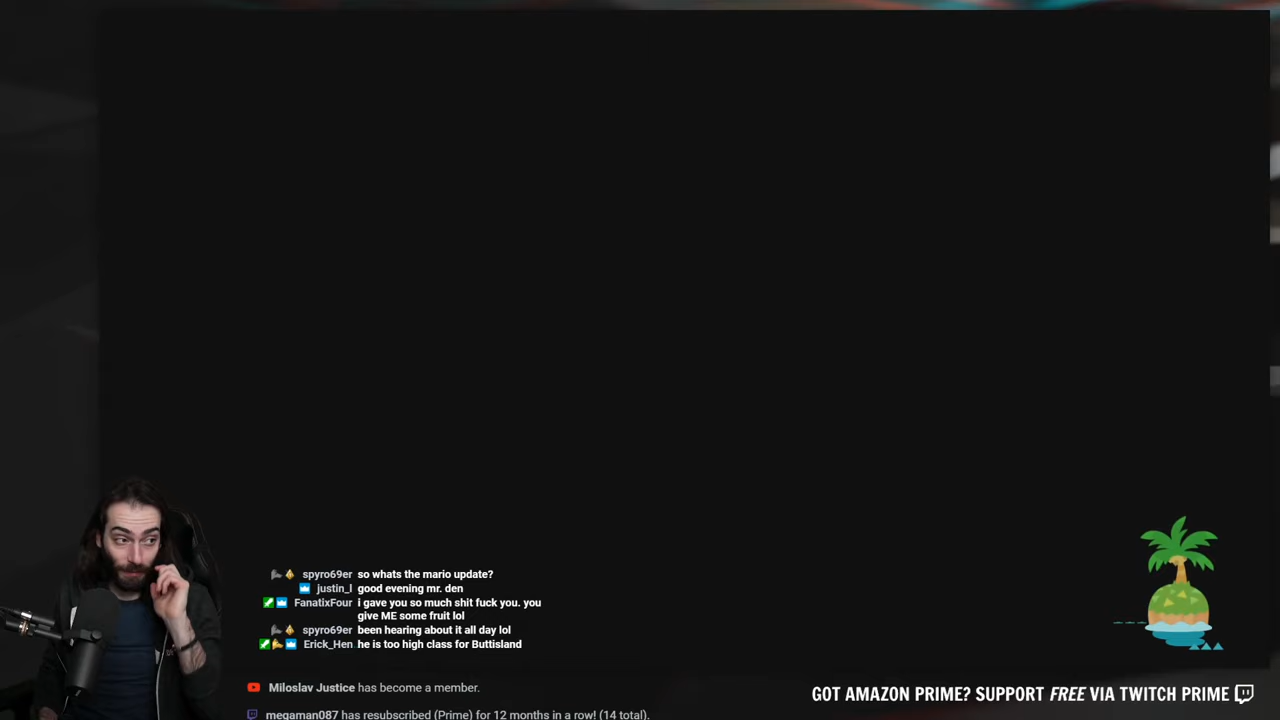 spyro69er so whats the mario update?
justin_l good evening mr. den
FanatixFour i gave you so much shit fuck you. you
give ME some fruit lol
spyro69er been hearing about it all day lol
Erick_Hen he is too high class for Buttisland
Miloslav Justice has become a member.
megaman087 has resubscribed (Prime) for 12 months in a row! (14 total).
GOT AMAZON PRIME? SUPPORT FREE VIA TWITCH PRIME